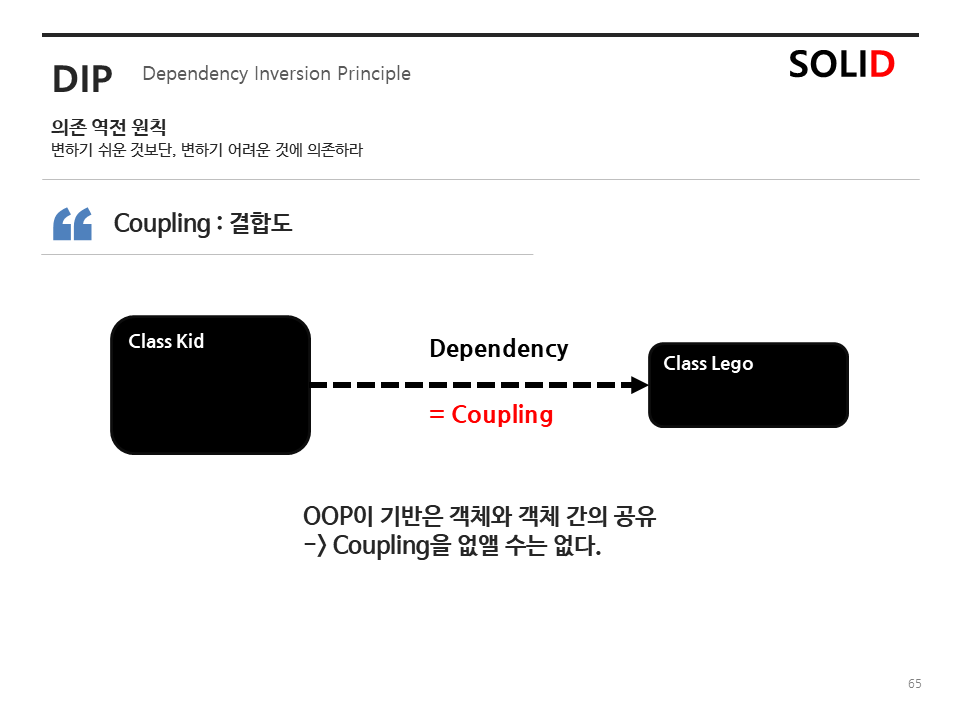 DIP
Dependency Inversion Principle
SOLID
의존 역전 원칙
변하기 쉬운 것보단, 변하기 어려운 것에 의존하라
Coupling : 결합도
Class Kid
Dependency
= Coupling
Class Lego
OOP이 기반은 객체와 객체 간의 공유
-> Coupling을 없앨 수는 없다.
65